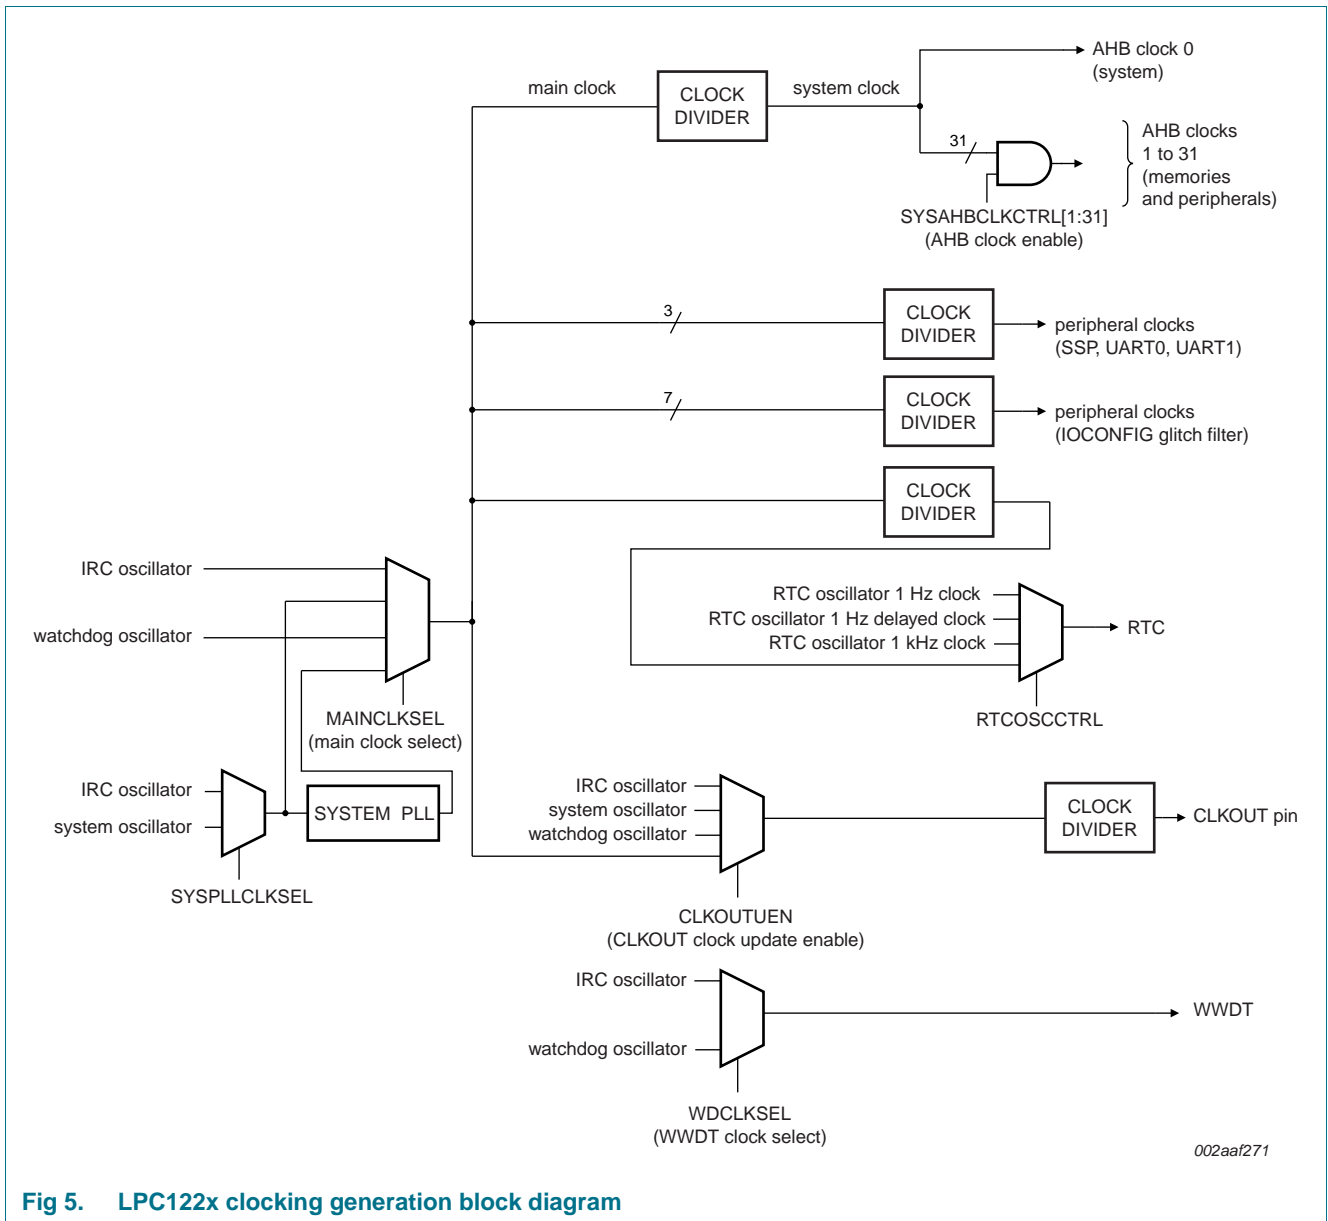 AHB clock 0
(system)
main clock
CLOCK
DIVIDER
system clock
31
AHB clocks
1 to 31
(memories
and peripherals)
SYSAHBCLKCTRL[1:31]
(AHB clock enable)
3
CLOCK
DIVIDER
peripheral clocks
(SSP, UART0, UART1)
7
CLOCK
DIVIDER
peripheral clocks
(IOCONFIG glitch filter)
CLOCK
DIVIDER
IRC oscillator
watchdog oscillator
MAINCLKSEL
(main clock select)
RTC oscillator 1 Hz clock
RTC oscillator 1 Hz delayed clock
RTC oscillator 1 kHz clock
RTC
RTCOSCCTRL
IRC oscillator
system oscillator
SYSTEM PLL
SYSPLLCLKSEL
IRC oscillator
system oscillator
watchdog oscillator
CLOCK
DIVIDER
CLKOUT pin
CLKOUTUEN
(CLKOUT clock update enable)
IRC oscillator
watchdog oscillator
WWDT
WDCLKSEL
(WWDT clock select)
002aaf271
Fig 5. LPC122x clocking generation block diagram